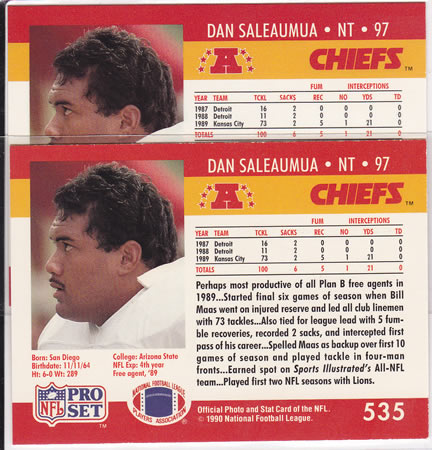 DAN SALEAUMUA • NT • 97
A
CHIEFS™
FUM INTERCEPTIONS
YEAR TEAM TCKL SACKS REC NO YDS TD
1987 Detroit 16 2 0 0 0 0
1988 Detroit 11 2 0 0 0 0
1989 Kansas City 73 2 5 1 21 0
TOTALS 100 6 5 1 21 0
DAN SALEAUMUA • NT • 97
A
CHIEFS™
FUM INTERCEPTIONS
YEAR TEAM TCKL SACKS REC NO YDS TD
1987 Detroit 16 2 0 0 0 0
1988 Detroit 11 2 0 0 0 0
1989 Kansas City 73 2 5 1 21 0
TOTALS 100 6 5 1 21 0
Perhaps most productive of all Plan B free agents in
1989...Started final six games of season when Bill
Maas went on injured reserve and led all club linemen
with 73 tackles...Also tied for league lead with 5 fum-
ble recoveries, recorded 2 sacks, and intercepted first
pass of his career...Spelled Maas as backup over first 10
games of season and played tackle in four-man
fronts...Earned spot on Sports Illustrated's All-NFL
team...Played first two NFL seasons with Lions.
Born: San Diego
Birthdate: 11/11/64
Ht: 6-0 Wt: 289
College: Arizona State
NFL Exp: 4th year
Free agent, '89
NFL PRO SET™
NATIONAL FOOTBALL LEAGUE
PLAYERS ASSOCIATION
Official Photo and Stat Card of the NFL.
© 1990 National Football League.
535